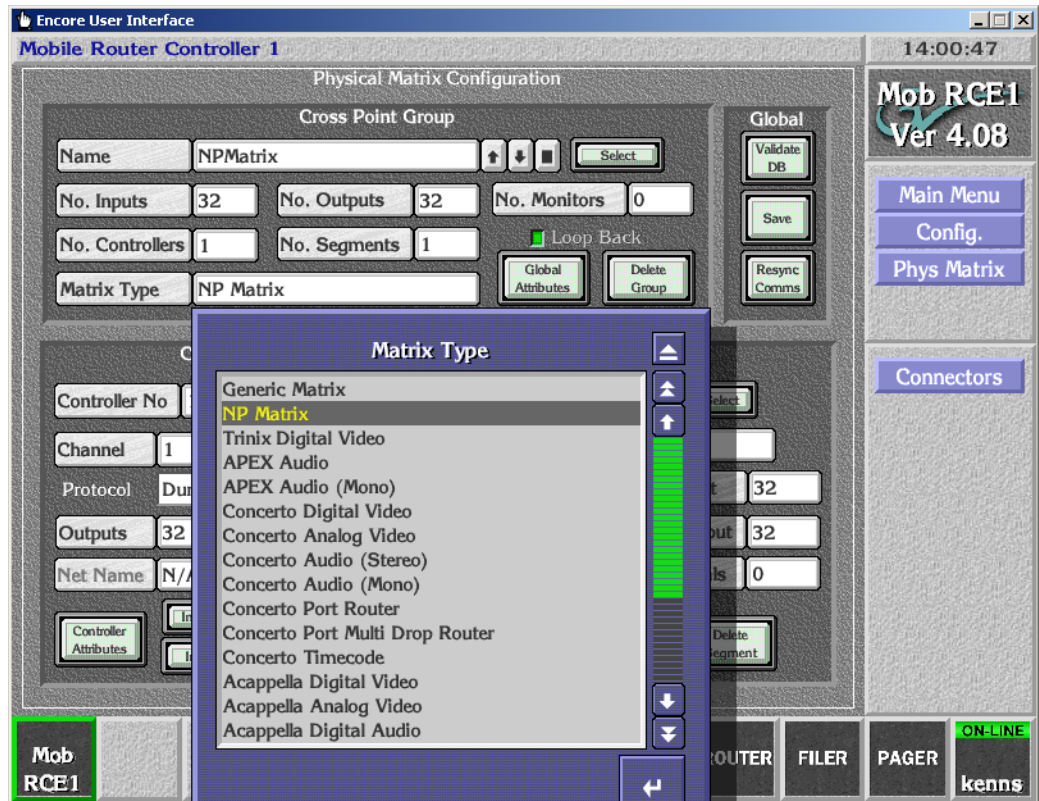 Encore User Interface
Mobile Router Controller 1
14:00:47
Physical Matrix Configuration
Mob RCE1
Ver 4.08
Cross Point Group
Global
Name NPMatrix Select
Validate DB
No. Inputs 32 No. Outputs 32 No. Monitors 0
Main Menu
Save
Config.
No. Controllers 1 No. Segments 1 Loop Back
Phys Matrix
Matrix Type NP Matrix Global Attributes Delete Group
Resync Comms
Matrix Type
Connectors
Generic Matrix
NP Matrix
Trinix Digital Video
APEX Audio
APEX Audio (Mono)
Concerto Digital Video
Concerto Analog Video
Concerto Audio (Stereo)
Concerto Audio (Mono)
Concerto Port Router
Concerto Port Multi Drop Router
Concerto Timecode
Acappella Digital Video
Acappella Analog Video
Acappella Digital Audio
Controller No
Channel 1
Protocol Dur
32
Outputs 32
32
Net Name N/A
0
Controller Attributes
Delete
Mob RCE1
OUTER
FILER
PAGER
ON-LINE
kenns